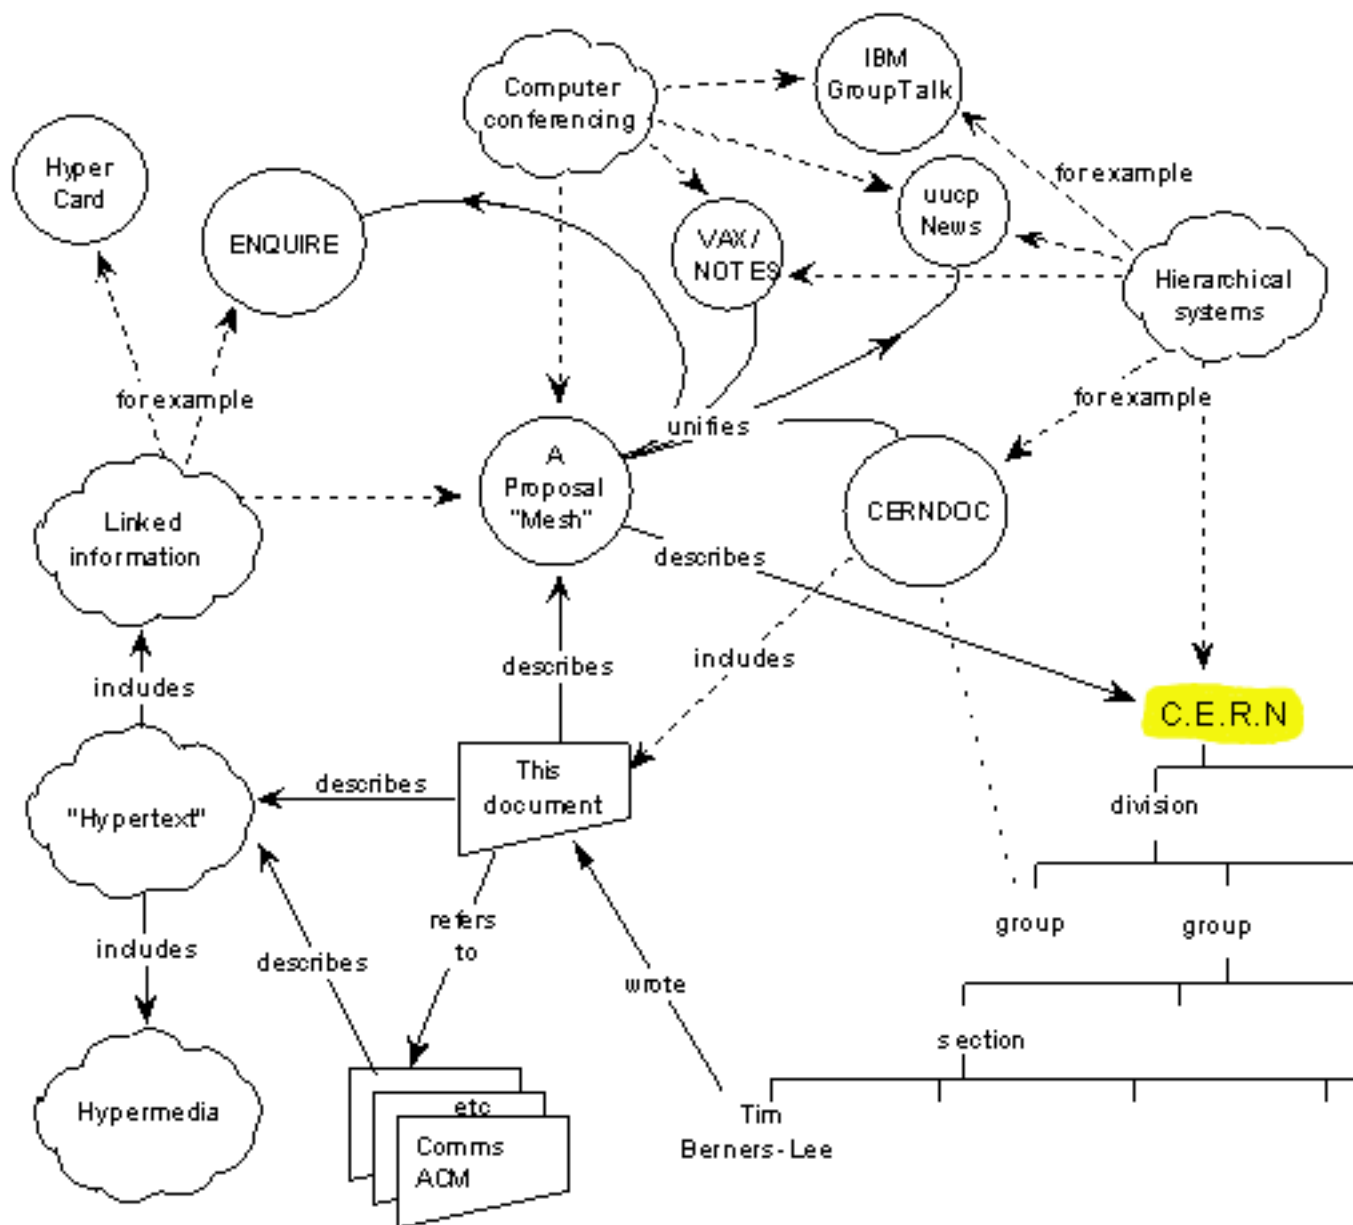 IBM
GroupTalk
Computer
conferencing
Hyper
Card
for example
uucp
News
ENQUIRE
VAX/
NOTES
Hierarchical
systems
for example
for example
unifies
A
Proposal
"Mesh"
CERNDOC
Linked
information
describes
includes
describes
includes
C.E.R.N
This
document
describes
"Hypertext"
division
refers
to
group
group
includes
describes
wrote
section
Hypermedia
etc
Comms
ACM
Tim
Berners-Lee